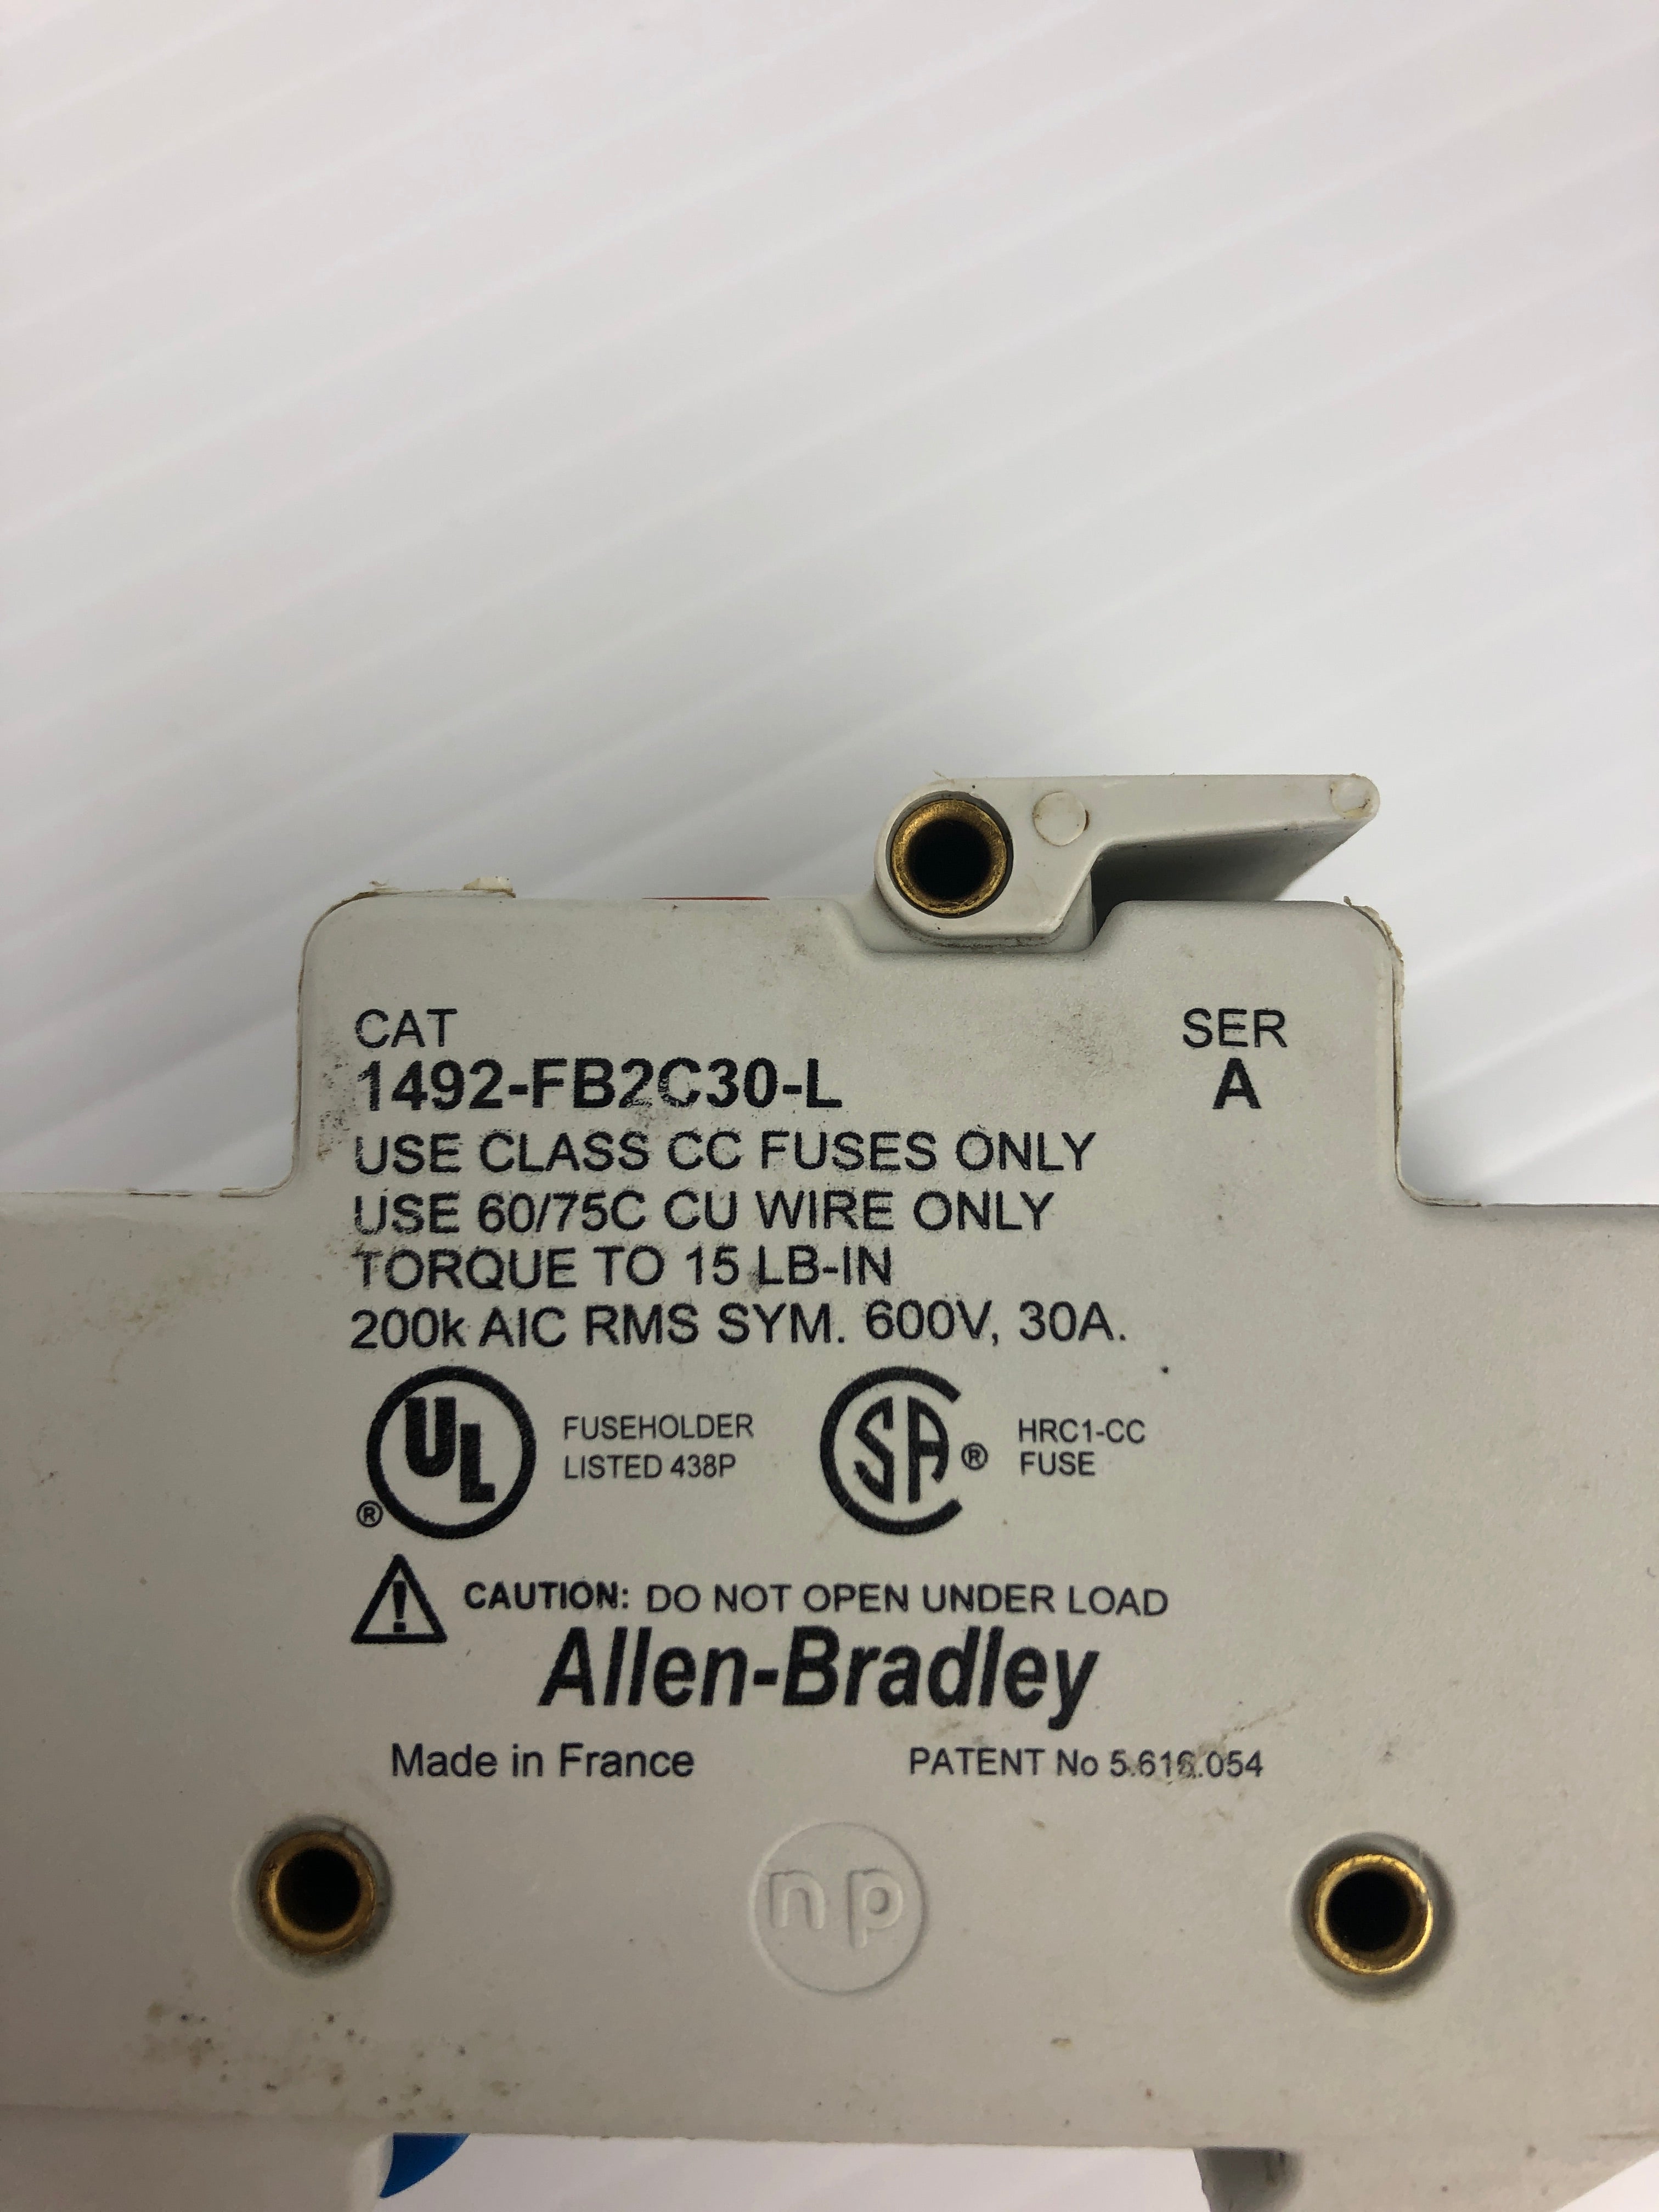 CAT SER
1492-FB2C30-L A
USE CLASS CC FUSES ONLY
USE 60/75C CU WIRE ONLY
TORQUE TO 15 LB-IN
200k AIC RMS SYM. 600V, 30A.
UL ® FUSEHOLDER
LISTED 438P
SA ® HRC1-CC
FUSE
! CAUTION: DO NOT OPEN UNDER LOAD
Allen-Bradley
Made in France PATENT No 5.616.054
np